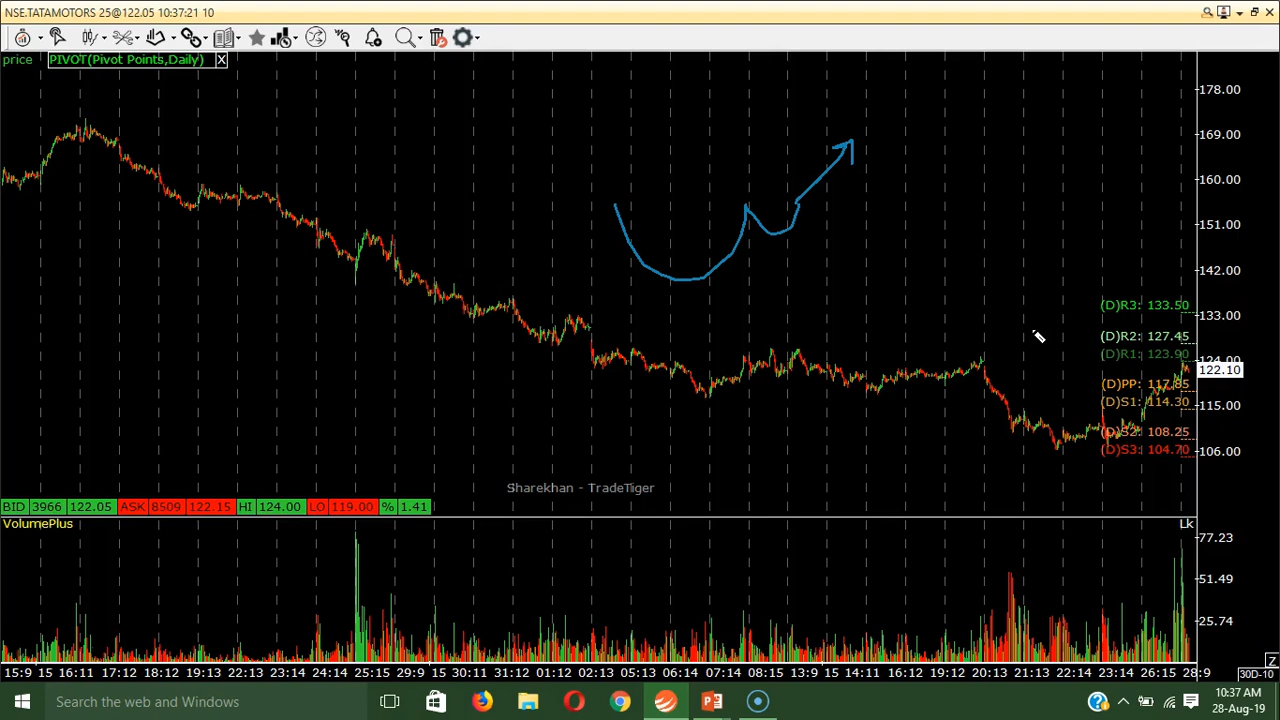 NSE.TATAMOTORS 25@122.05 10:37:21 10
price PIVOT(Pivot Points,Daily) X
178.00
169.00
160.00
151.00
142.00
(D)R3: 133.50
133.00
(D)R2: 127.45
(D)R1: 123.90
124.00
122.10
(D)PP: 117.85
(D)S1: 114.30
115.00
(D)S2: 108.25
(D)S3: 104.70
106.00
Sharekhan - TradeTiger
BID 3966 122.05 ASK 8509 122.15 HI 124.00 LO 119.00 % 1.41
VolumePlus
Lk
77.23
51.49
25.74
Z
15:9 15 16:11 17:12 18:13 19:13 22:13 23:14 24:14 25:15 29:9 15 30:11 31:12 01:12 02:13 05:13 06:14 07:14 08:15 13:9 15 14:11 16:12 19:12 20:13 21:13 22:14 23:14 26:15 28:9 30D-10
Search the web and Windows
10:37 AM
28-Aug-19